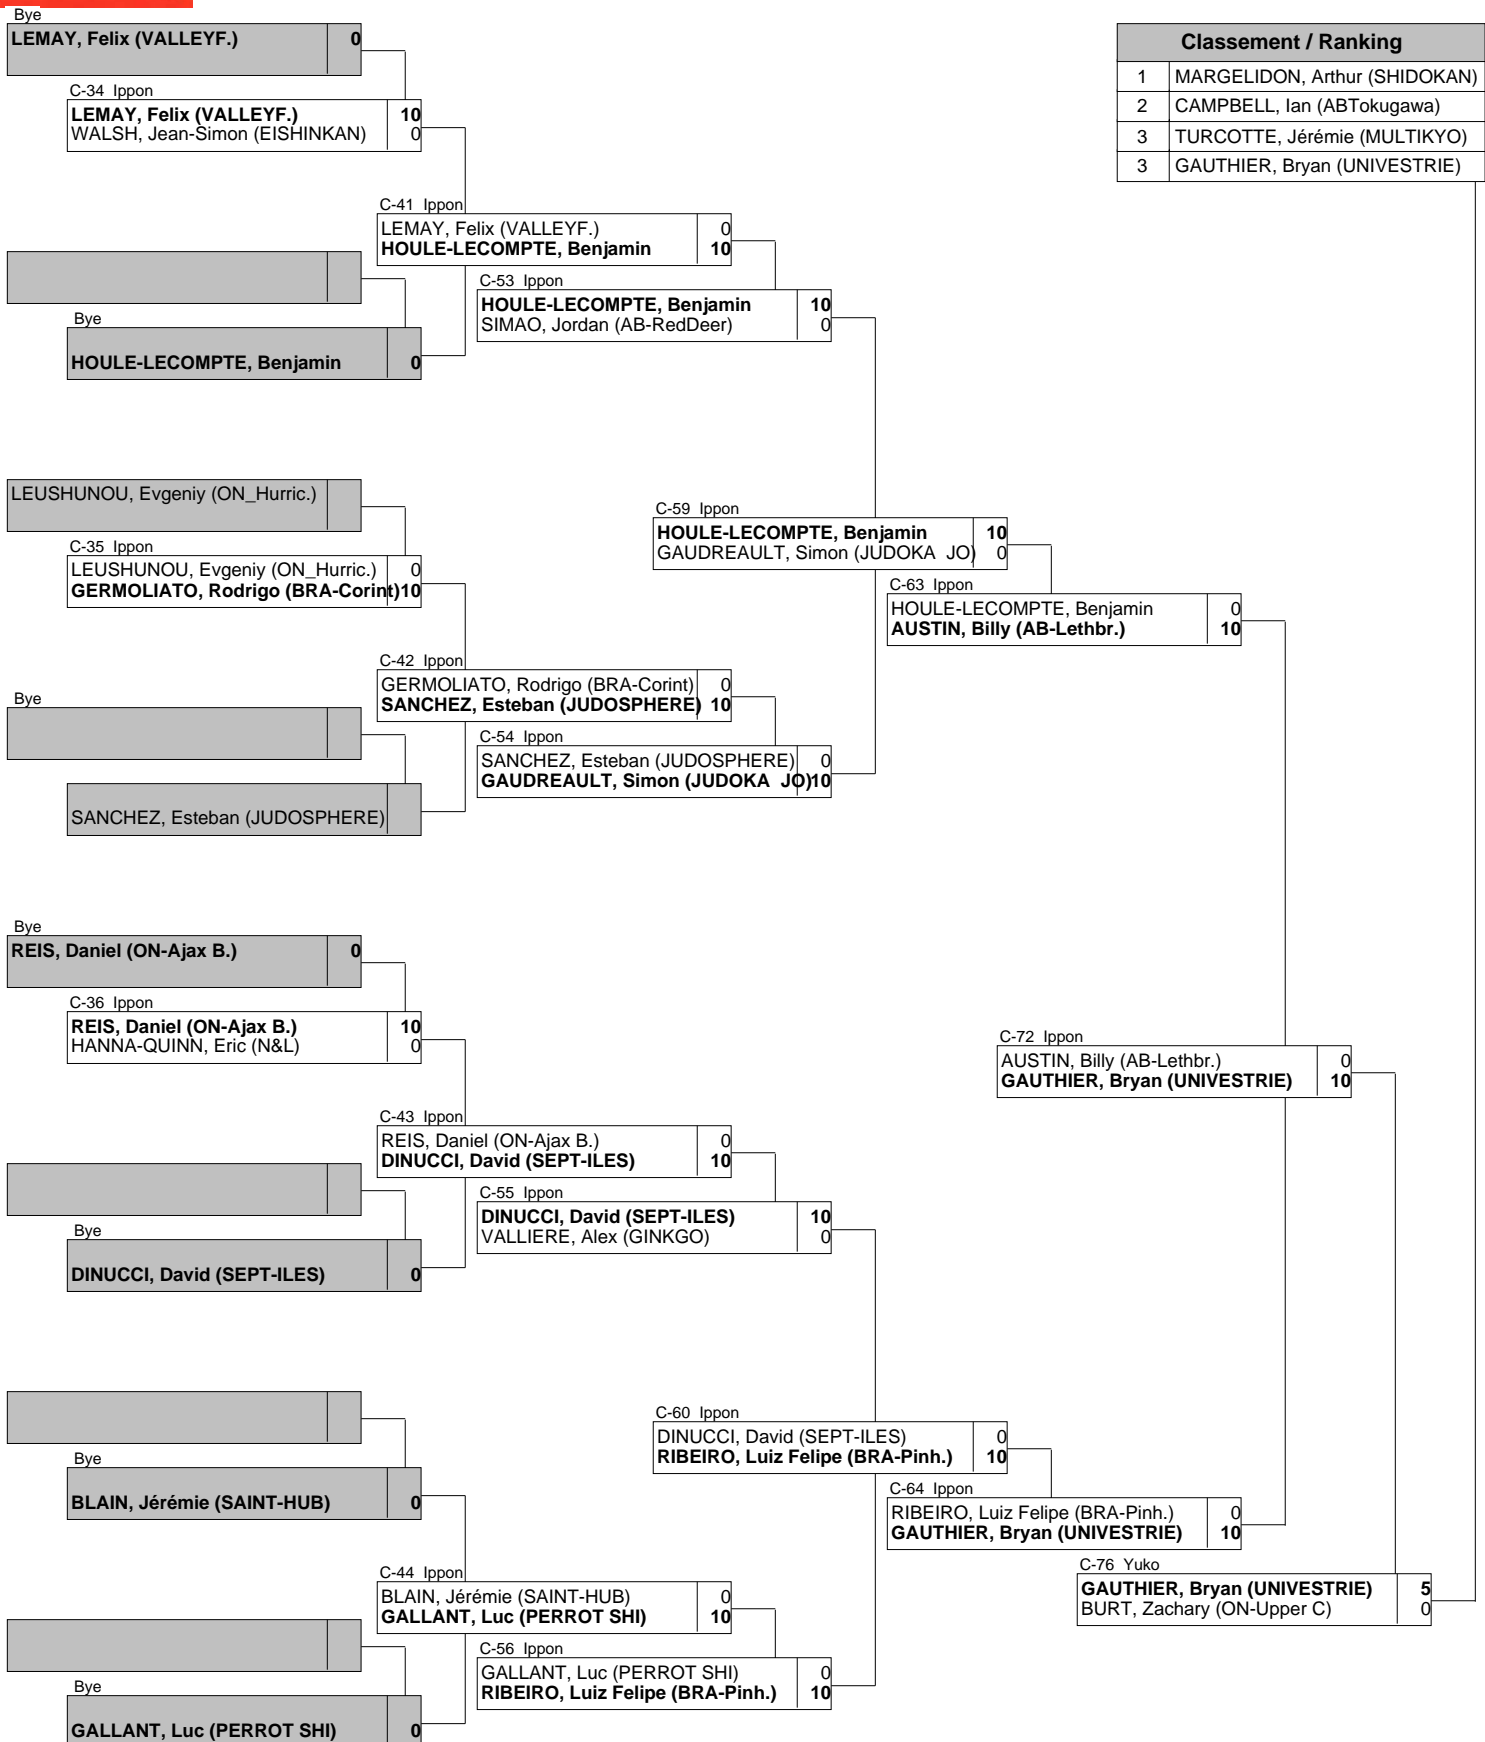 Bye
LEMAY, Felix (VALLEYF.) 0
C-34 Ippon
LEMAY, Felix (VALLEYF.) 10
WALSH, Jean-Simon (EISHINKAN) 0
Classement / Ranking
1 MARGELIDON, Arthur (SHIDOKAN)
2 CAMPBELL, Ian (ABTokugawa)
3 TURCOTTE, Jérémie (MULTIKYO)
3 GAUTHIER, Bryan (UNIVESTRIE)
C-41 Ippon
LEMAY, Felix (VALLEYF.) 0
HOULE-LECOMPTE, Benjamin 10
C-53 Ippon
HOULE-LECOMPTE, Benjamin 10
SIMAO, Jordan (AB-RedDeer) 0
Bye
HOULE-LECOMPTE, Benjamin 0
LEUSHUNOU, Evgeniy (ON_Hurric.)
C-35 Ippon
LEUSHUNOU, Evgeniy (ON_Hurric.) 0
GERMOLIATO, Rodrigo (BRA-Corint) 10
C-59 Ippon
HOULE-LECOMPTE, Benjamin 10
GAUDREAULT, Simon (JUDOKA JO) 0
C-63 Ippon
HOULE-LECOMPTE, Benjamin 0
AUSTIN, Billy (AB-Lethbr.) 10
C-42 Ippon
GERMOLIATO, Rodrigo (BRA-Corint) 0
SANCHEZ, Esteban (JUDOSPHERE) 10
Bye
C-54 Ippon
SANCHEZ, Esteban (JUDOSPHERE) 0
GAUDREAULT, Simon (JUDOKA JO) 10
SANCHEZ, Esteban (JUDOSPHERE)
Bye
REIS, Daniel (ON-Ajax B.) 0
C-36 Ippon
REIS, Daniel (ON-Ajax B.) 10
HANNA-QUINN, Eric (N&L) 0
C-72 Ippon
AUSTIN, Billy (AB-Lethbr.) 0
GAUTHIER, Bryan (UNIVESTRIE) 10
C-43 Ippon
REIS, Daniel (ON-Ajax B.) 0
DINUCCI, David (SEPT-ILES) 10
C-55 Ippon
DINUCCI, David (SEPT-ILES) 10
VALLIERE, Alex (GINKGO) 0
Bye
DINUCCI, David (SEPT-ILES) 0
C-60 Ippon
DINUCCI, David (SEPT-ILES) 0
RIBEIRO, Luiz Felipe (BRA-Pinh.) 10
Bye
BLAIN, Jérémie (SAINT-HUB) 0
C-64 Ippon
RIBEIRO, Luiz Felipe (BRA-Pinh.) 0
GAUTHIER, Bryan (UNIVESTRIE) 10
C-44 Ippon
BLAIN, Jérémie (SAINT-HUB) 0
GALLANT, Luc (PERROT SHI) 10
C-76 Yuko
GAUTHIER, Bryan (UNIVESTRIE) 5
BURT, Zachary (ON-Upper C) 0
C-56 Ippon
GALLANT, Luc (PERROT SHI) 0
RIBEIRO, Luiz Felipe (BRA-Pinh.) 10
Bye
GALLANT, Luc (PERROT SHI) 0